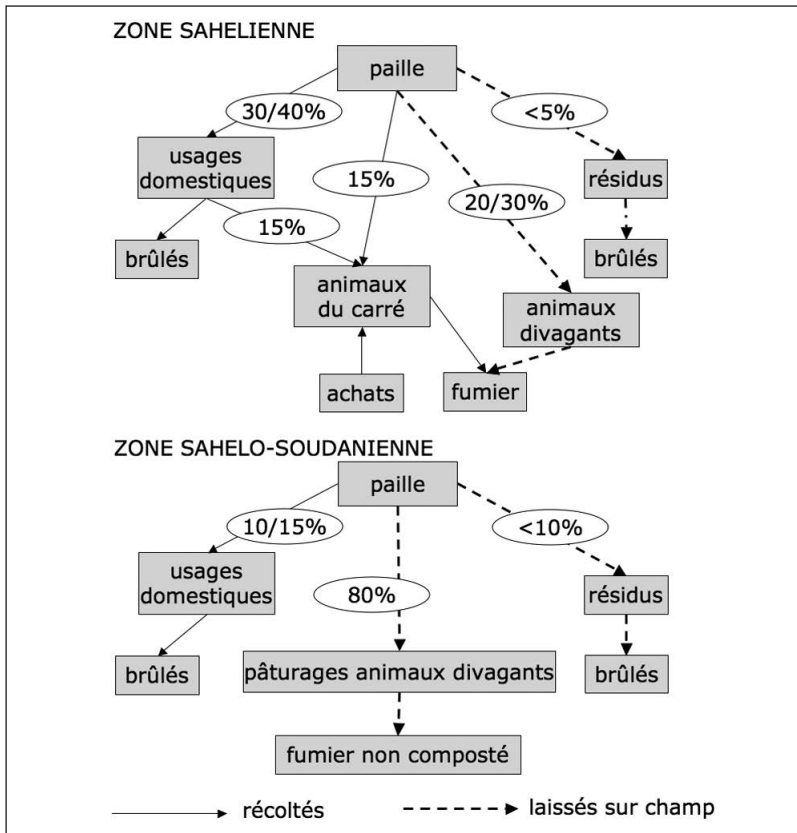 ZONE SAHELIENNE
paille
30/40%
<5%
usages
domestiques
15%
résidus
20/30%
15%
brûlés
brûlés
animaux
du carré
animaux
divagants
achats
fumier
ZONE SAHELO-SOUDANIENNE
paille
10/15%
<10%
usages
domestiques
80%
résidus
brûlés
pâturages animaux divagants
brûlés
fumier non composté
récoltés
laissés sur champ